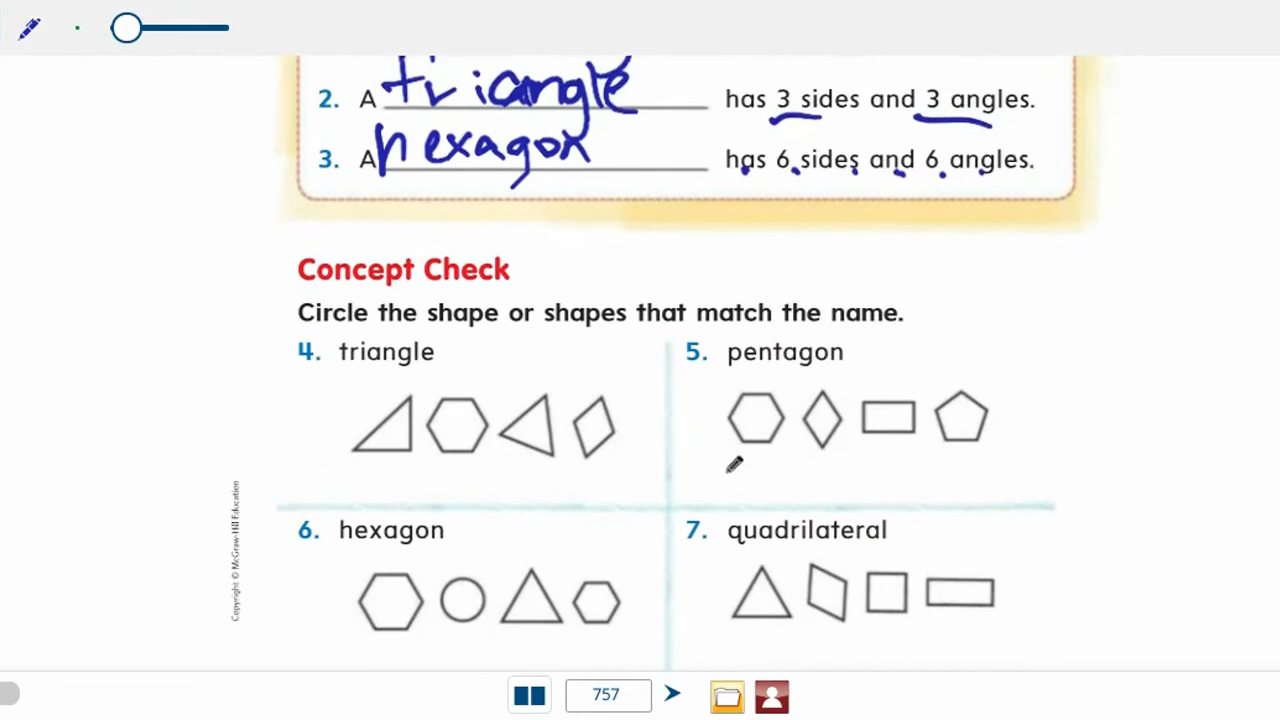 2. A triangle has 3 sides and 3 angles.
3. A hexagon has 6 sides and 6 angles.
Concept Check
Circle the shape or shapes that match the name.
4. triangle
5. pentagon
6. hexagon
7. quadrilateral
Copyright © McGraw-Hill Education
757